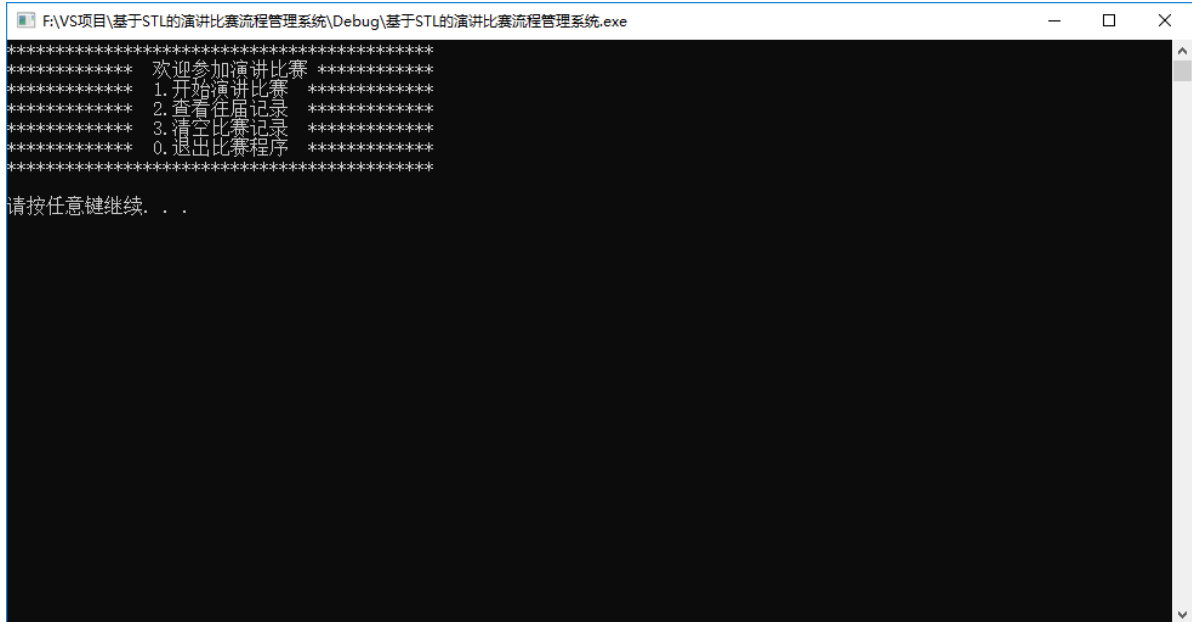 F:\VS项目\基于STL的演讲比赛流程管理系统\Debug\基于STL的演讲比赛流程管理系统.exe
********************************************
*************  欢迎参加演讲比赛 ************
*************  1.开始演讲比赛  *************
*************  2.查看往届记录  *************
*************  3.清空比赛记录  *************
*************  0.退出比赛程序  *************
********************************************
请按任意键继续. . .